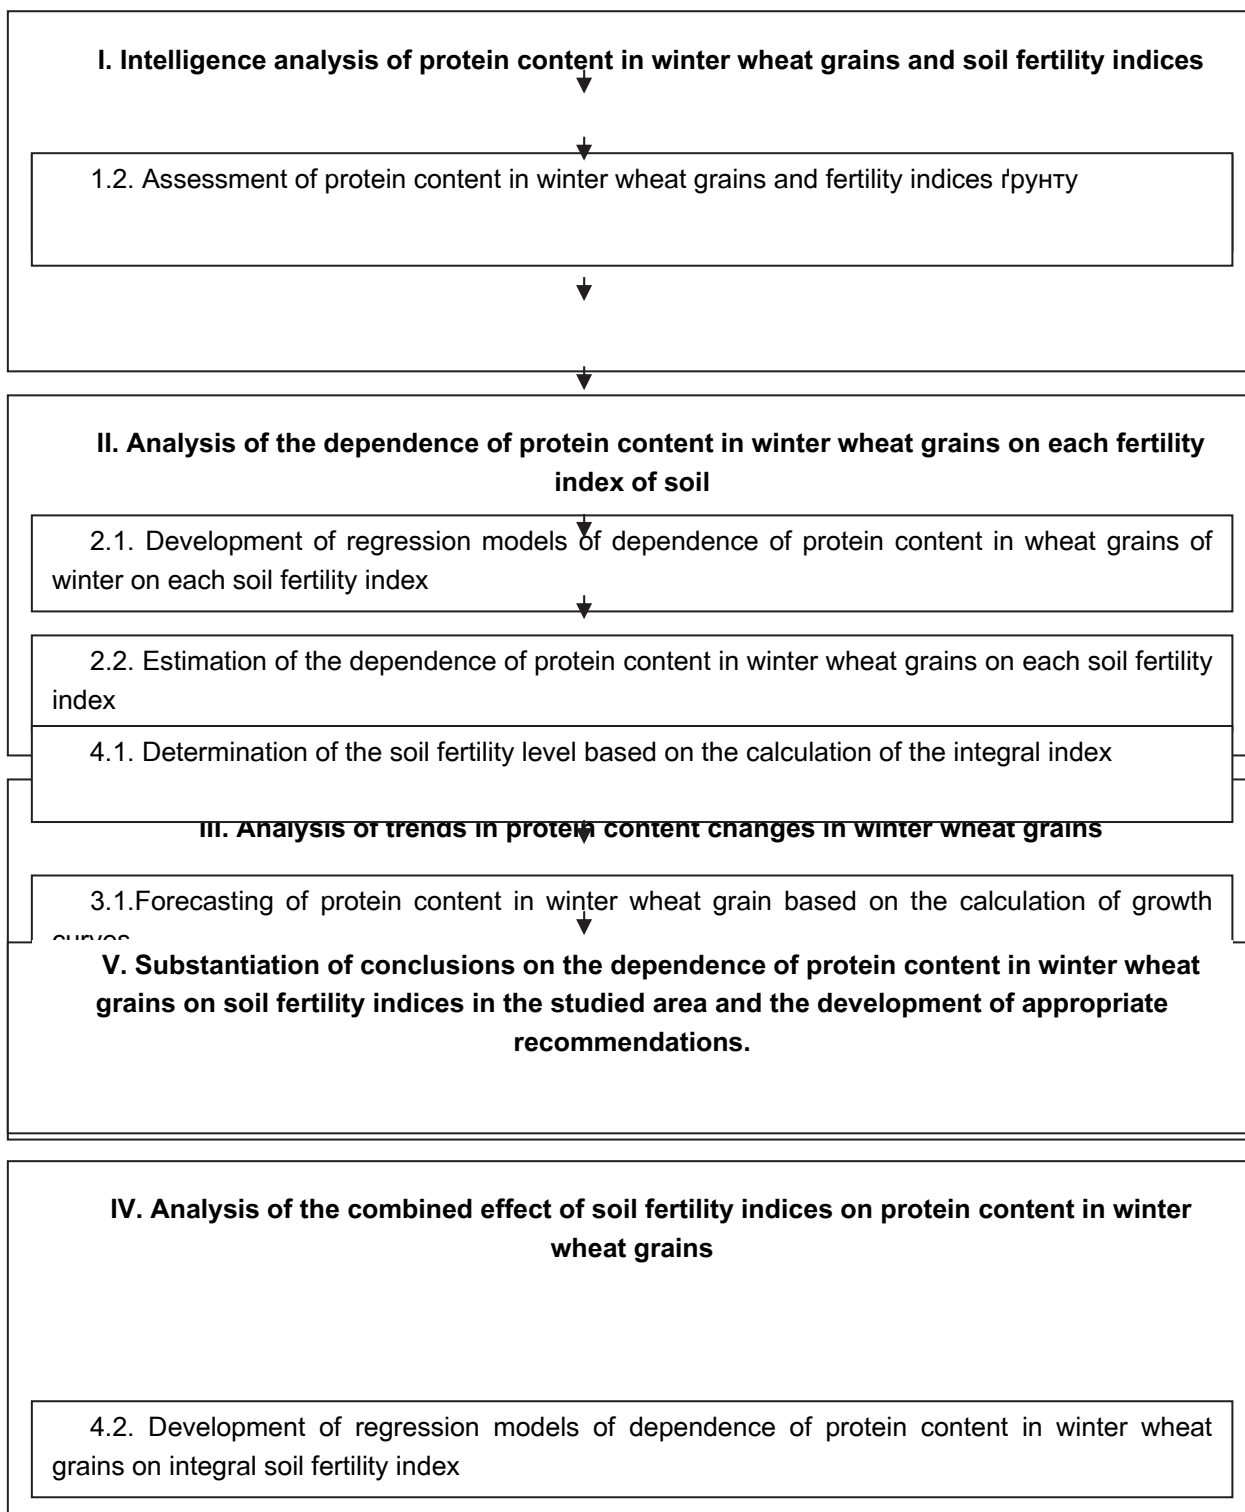 I. Intelligence analysis of protein content in winter wheat grains and soil fertility indices
1.2. Assessment of protein content in winter wheat grains and fertility indices ґрунту
II. Analysis of the dependence of protein content in winter wheat grains on each fertility
index of soil
2.1. Development of regression models of dependence of protein content in wheat grains of
winter on each soil fertility index
2.2. Estimation of the dependence of protein content in winter wheat grains on each soil fertility
index
4.1. Determination of the soil fertility level based on the calculation of the integral index
III. Analysis of trends in protein content changes in winter wheat grains
3.1.Forecasting of protein content in winter wheat grain based on the calculation of growth
curves
V. Substantiation of conclusions on the dependence of protein content in winter wheat
grains on soil fertility indices in the studied area and the development of appropriate
recommendations.
IV. Analysis of the combined effect of soil fertility indices on protein content in winter
wheat grains
4.2. Development of regression models of dependence of protein content in winter wheat
grains on integral soil fertility index